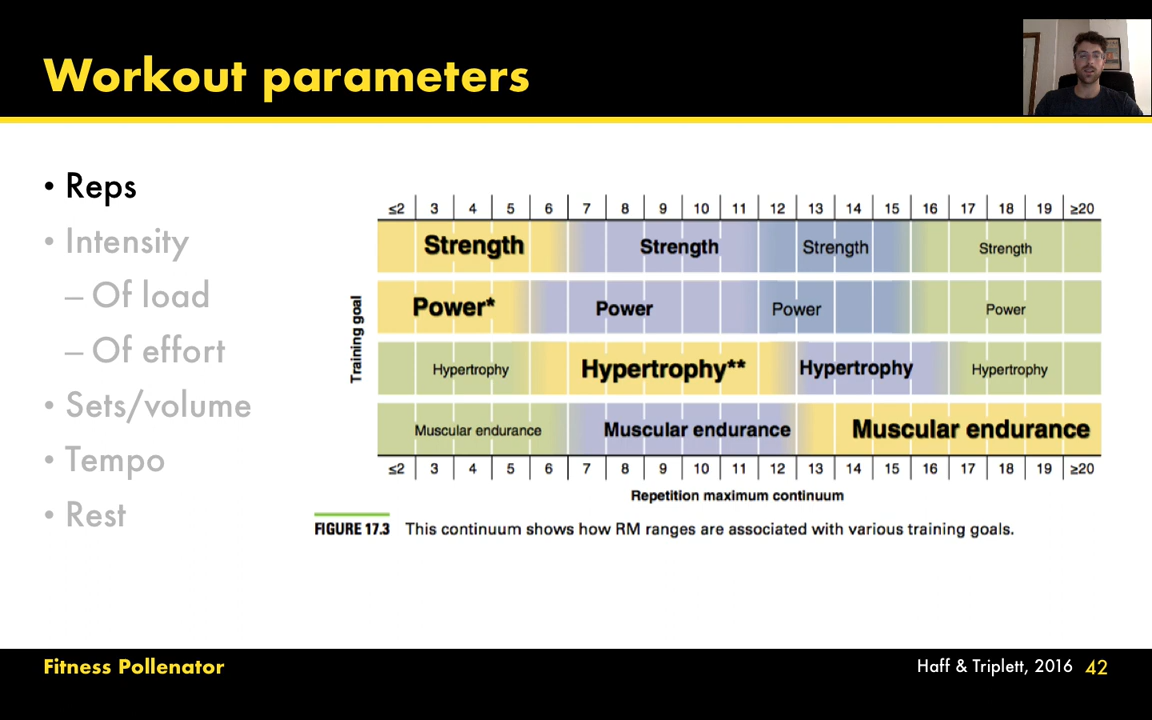 Workout parameters
• Reps
• Intensity
– Of load
– Of effort
• Sets/volume
• Tempo
• Rest
≤2 3 4 5 6 7 8 9 10 11 12 13 14 15 16 17 18 19 ≥20
Training goal
Strength Strength Strength Strength
Power* Power Power Power
Hypertrophy Hypertrophy** Hypertrophy Hypertrophy
Muscular endurance Muscular endurance Muscular endurance
≤2 3 4 5 6 7 8 9 10 11 12 13 14 15 16 17 18 19 ≥20
Repetition maximum continuum
FIGURE 17.3 This continuum shows how RM ranges are associated with various training goals.
Fitness Pollenator
Haff & Triplett, 2016 42